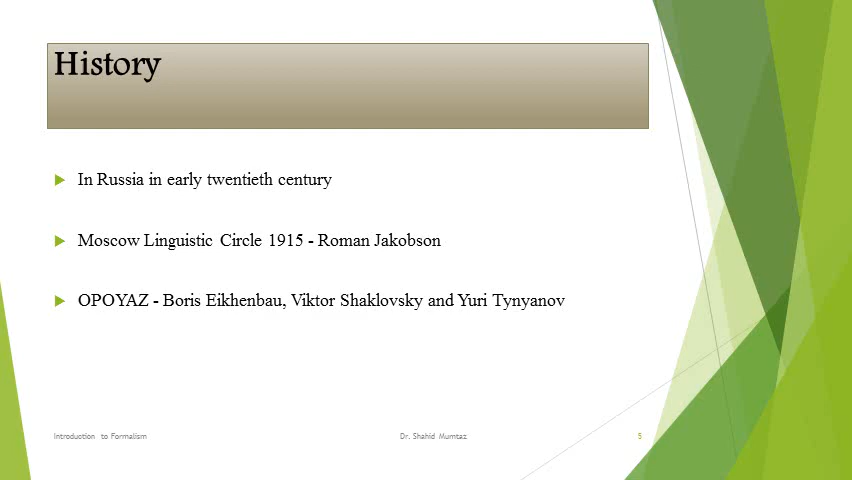 History
In Russia in early twentieth century
Moscow Linguistic Circle 1915 - Roman Jakobson
OPOYAZ - Boris Eikhenbau, Viktor Shaklovsky and Yuri Tynyanov
Introduction to Formalism
Dr. Shahid Mumtaz
5